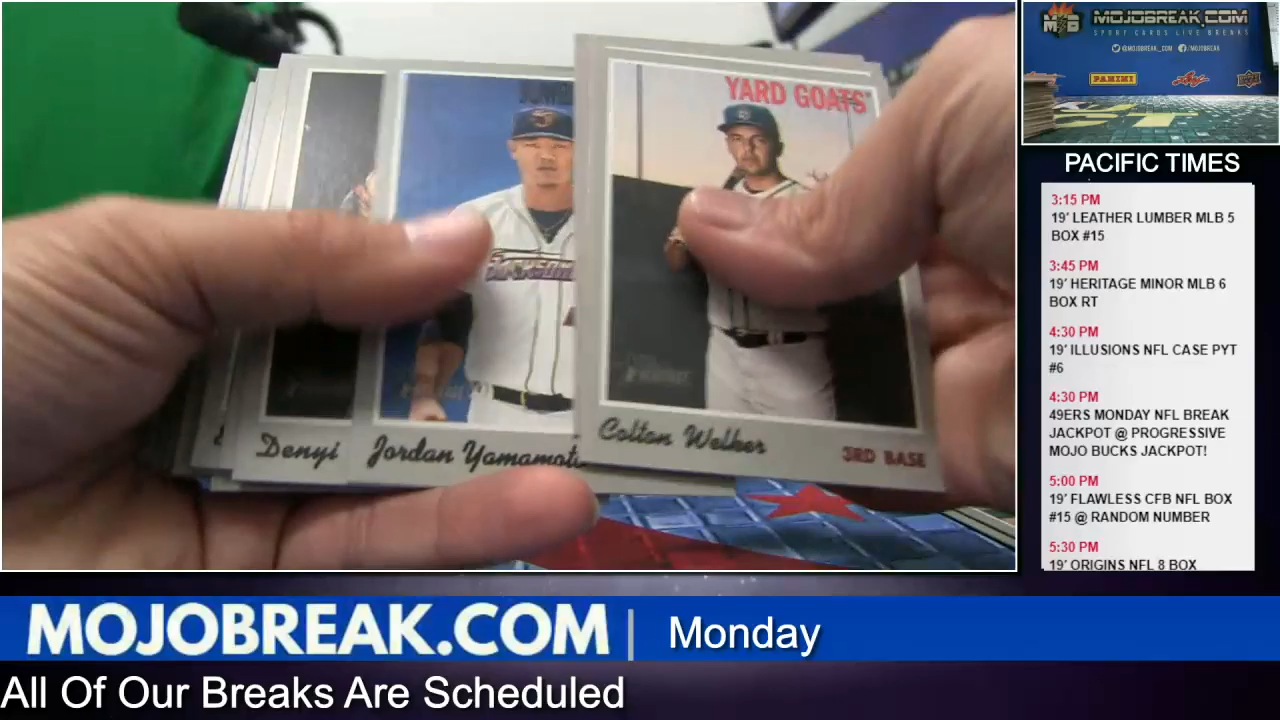 MOJOBREAK.COM
SPORT CARDS LIVE BREAKS
@MOJOBREAK_COM /MOJOBREAK
PANINI
YARD GOATS
Denyi
Jordan Yamamot
Colton Welker
3RD BASE
PACIFIC TIMES
3:15 PM
19' LEATHER LUMBER MLB 5
BOX #15
3:45 PM
19' HERITAGE MINOR MLB 6
BOX RT
4:30 PM
19' ILLUSIONS NFL CASE PYT
#6
4:30 PM
49ERS MONDAY NFL BREAK
JACKPOT @ PROGRESSIVE
MOJO BUCKS JACKPOT!
5:00 PM
19' FLAWLESS CFB NFL BOX
#15 @ RANDOM NUMBER
5:30 PM
19' ORIGINS NFL 8 BOX
MOJOBREAK.COM | Monday
All Of Our Breaks Are Scheduled